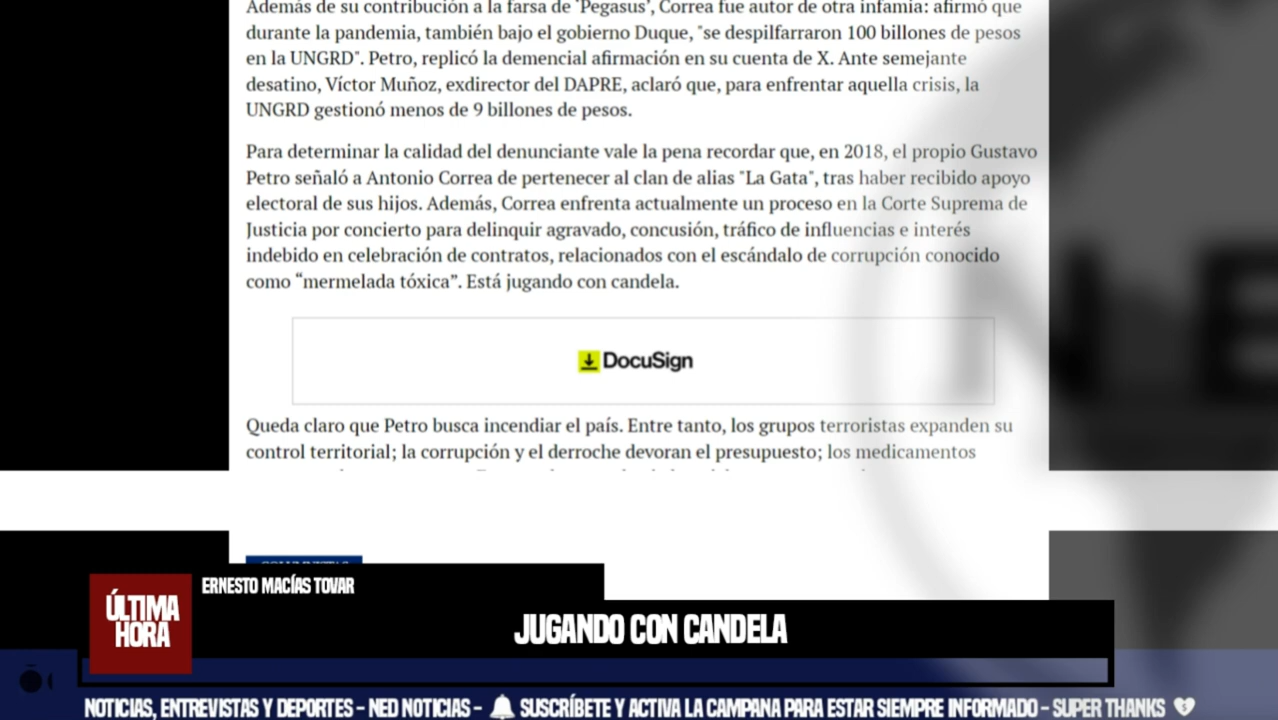 Además de su contribución a la farsa de 'Pegasus', Correa fue autor de otra infamia: afirmó que
durante la pandemia, también bajo el gobierno Duque, "se despilfarraron 100 billones de pesos
en la UNGRD". Petro, replicó la demencial afirmación en su cuenta de X. Ante semejante
desatino, Víctor Muñoz, exdirector del DAPRE, aclaró que, para enfrentar aquella crisis, la
UNGRD gestionó menos de 9 billones de pesos.
Para determinar la calidad del denunciante vale la pena recordar que, en 2018, el propio Gustavo
Petro señaló a Antonio Correa de pertenecer al clan de alias "La Gata", tras haber recibido apoyo
electoral de sus hijos. Además, Correa enfrenta actualmente un proceso en la Corte Suprema de
Justicia por concierto para delinquir agravado, concusión, tráfico de influencias e interés
indebido en celebración de contratos, relacionados con el escándalo de corrupción conocido
como “mermelada tóxica”. Está jugando con candela.
DocuSign
Queda claro que Petro busca incendiar el país. Entre tanto, los grupos terroristas expanden su
control territorial; la corrupción y el derroche devoran el presupuesto; los medicamentos
NE
ERNESTO MACÍAS TOVAR
ÚLTIMA
HORA
JUGANDO CON CANDELA
NOTICIAS, ENTREVISTAS Y DEPORTES - NED NOTICIAS - SUSCRÍBETE Y ACTIVA LA CAMPANA PARA ESTAR SIEMPRE INFORMADO - SUPER THANKS